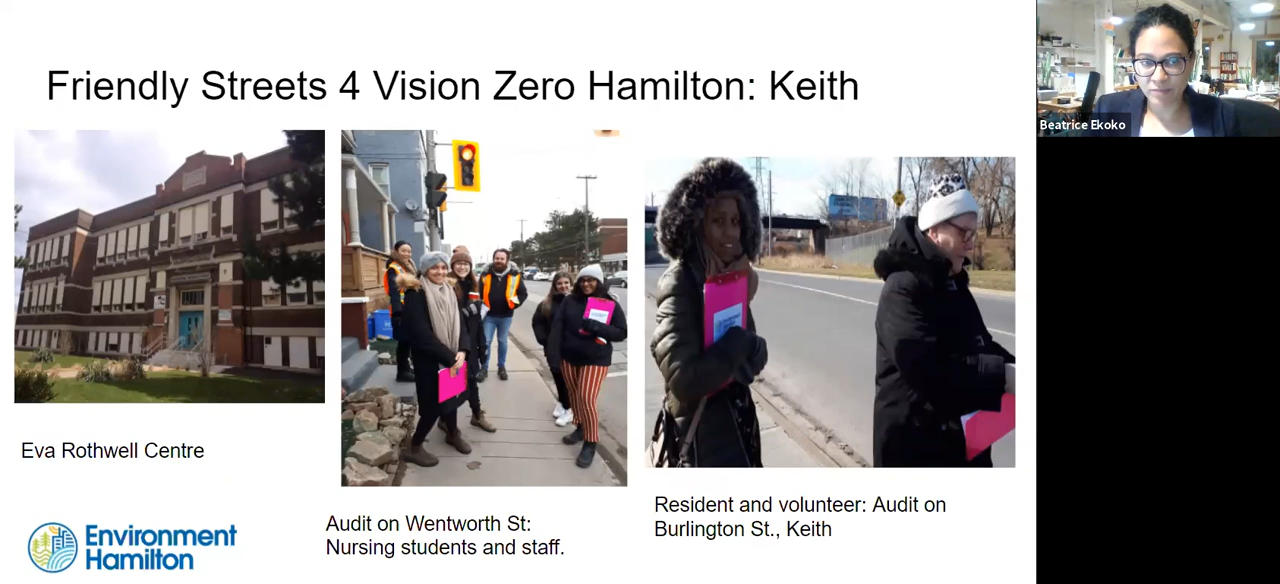 Friendly Streets 4 Vision Zero Hamilton: Keith
Beatrice Ekoko
Eva Rothwell Centre
Audit on Wentworth St:
Nursing students and staff.
Resident and volunteer: Audit on
Burlington St., Keith
Environment
Hamilton